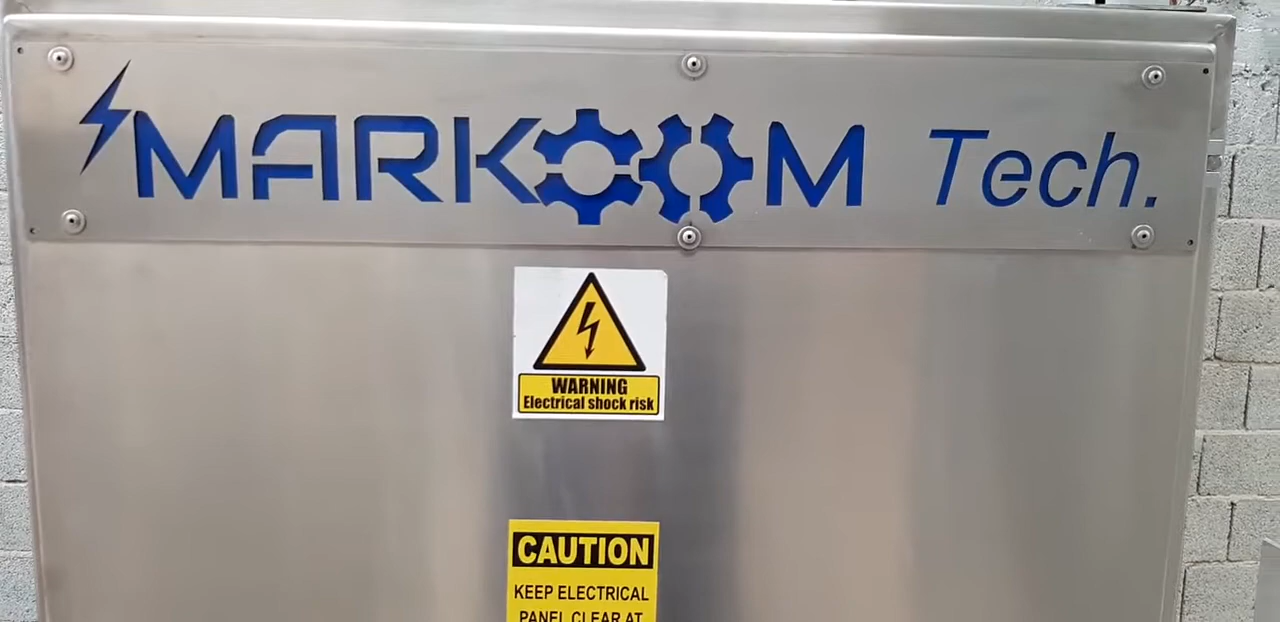 MARKOOM Tech.
WARNING
Electrical shock risk
CAUTION
KEEP ELECTRICAL
PANEL CLEAR AT